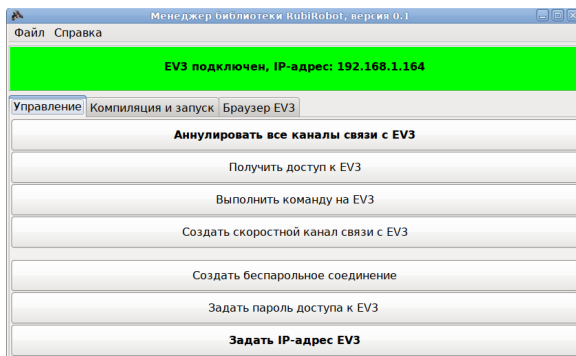 Менеджер библиотеки RubiRobot, версия 0.1
Файл Справка
EV3 подключен, IP-адрес: 192.168.1.164
Управление Компиляция и запуск Браузер EV3
Аннулировать все каналы связи с EV3
Получить доступ к EV3
Выполнить команду на EV3
Создать скоростной канал связи с EV3
Создать беспарольное соединение
Задать пароль доступа к EV3
Задать IP-адрес EV3